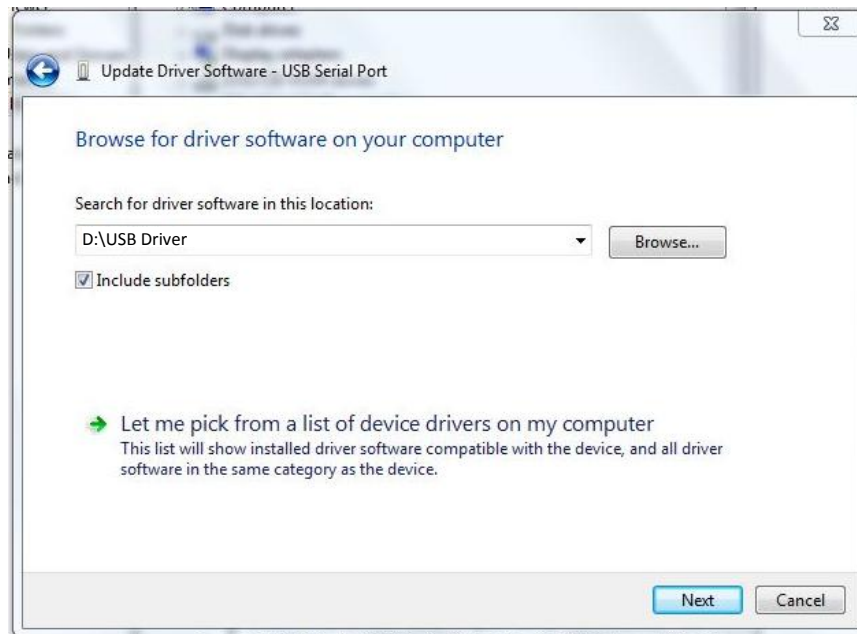 Update Driver Software - USB Serial Port
Browse for driver software on your computer
Search for driver software in this location:
D:\USB Driver
Browse...
Include subfolders
Let me pick from a list of device drivers on my computer
This list will show installed driver software compatible with the device, and all driver
software in the same category as the device.
Next
Cancel